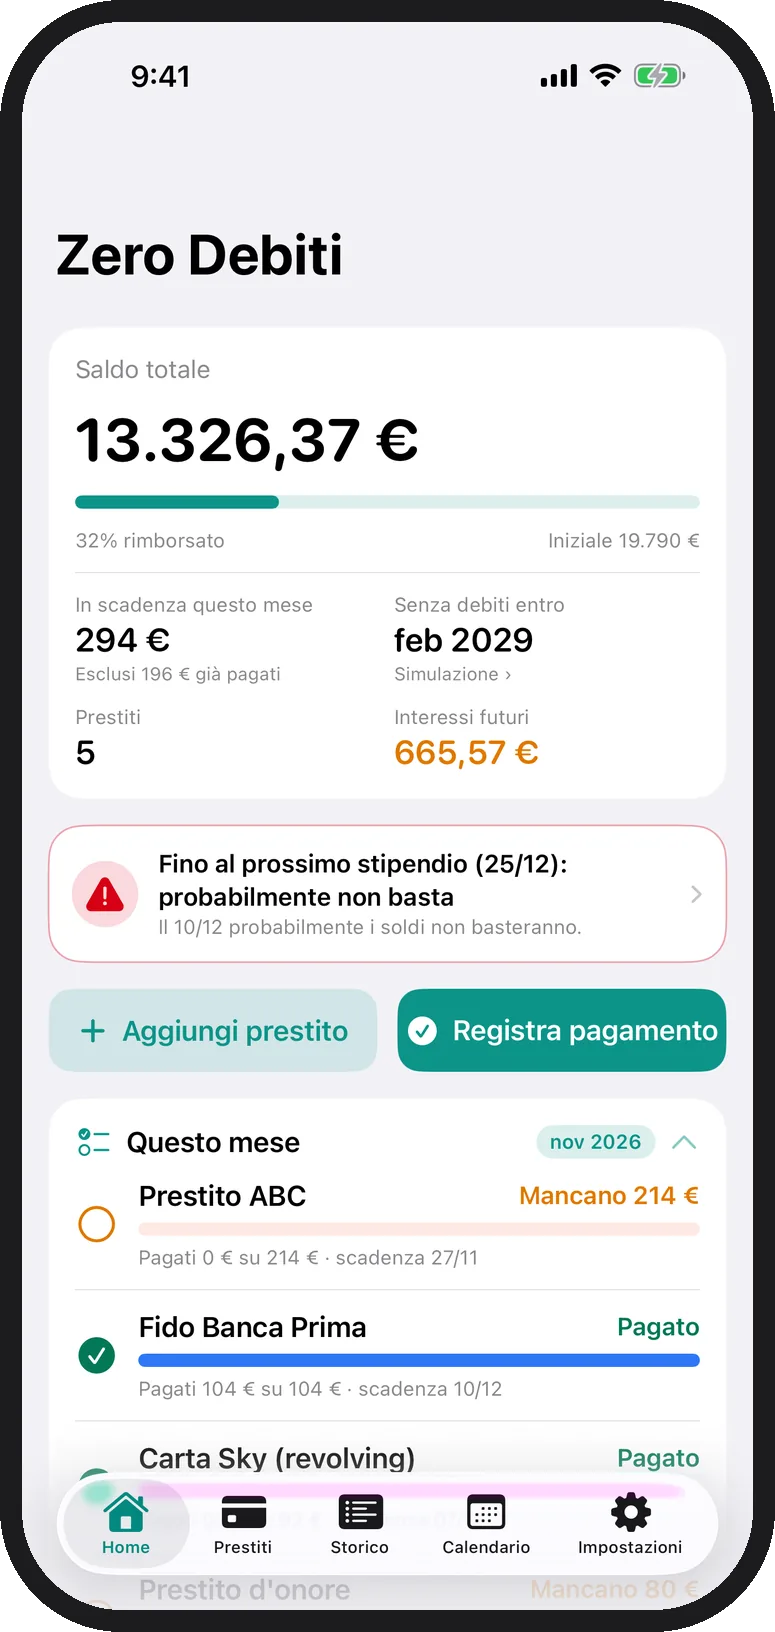 9:41
Zero Debiti
Saldo totale
13.326,37 €
32% rimborsato
Iniziale 19.790 €
In scadenza questo mese
Senza debiti entro
294 €
feb 2029
Esclusi 196 € già pagati
Simulazione ›
Prestiti
Interessi futuri
5
665,57 €
Fino al prossimo stipendio (25/12):
probabilmente non basta
Il 10/12 probabilmente i soldi non basteranno.
Aggiungi prestito
Registra pagamento
Questo mese
nov 2026
Prestito ABC
Mancano 214 €
Pagati 0 € su 214 € · scadenza 27/11
Fido Banca Prima
Pagato
Pagati 104 € su 104 € · scadenza 10/12
Carta Sky (revolving)
Pagato
Home
Prestiti
Storico
Calendario
Impostazioni
Prestito d'onore
Mancano 80 €